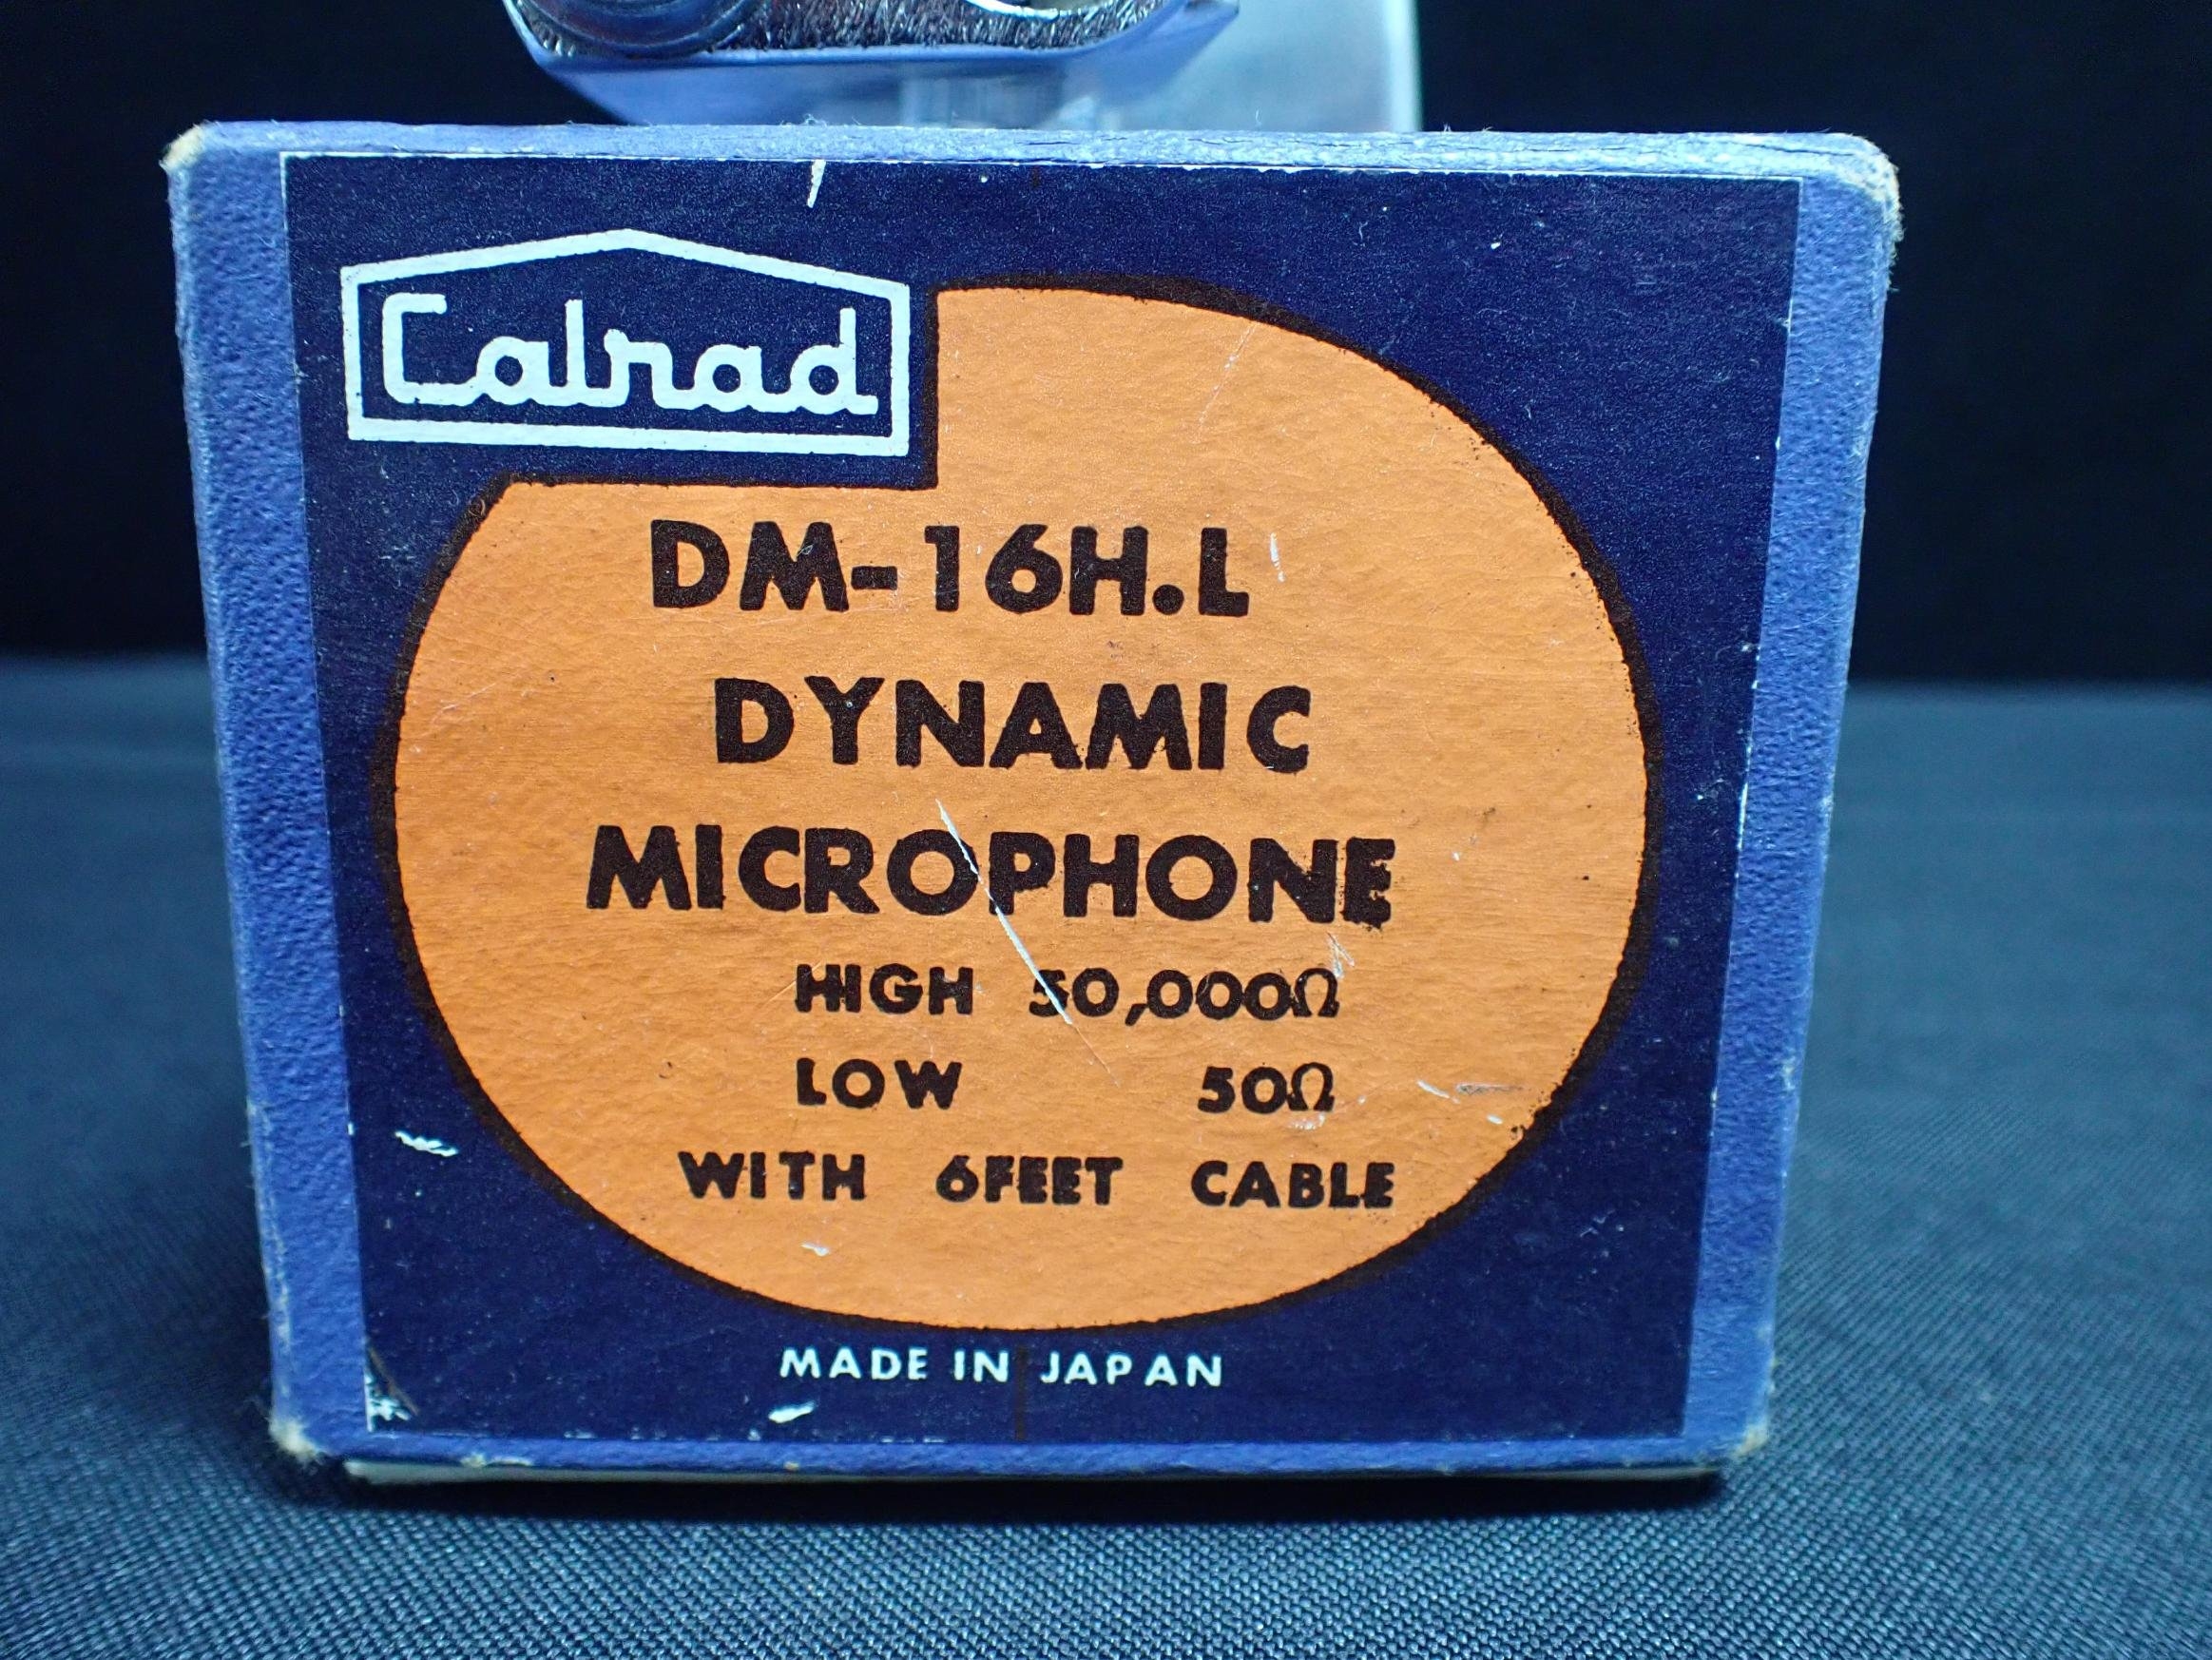 Calrad
DM-16H.L
DYNAMIC
MICROPHONE
HIGH 50,000Ω
LOW 50Ω
WITH 6FEET CABLE
MADE IN JAPAN